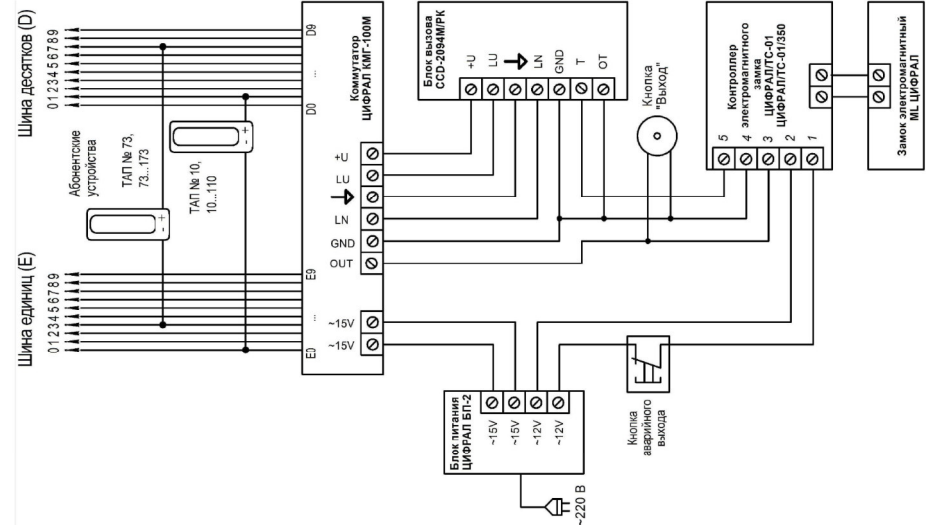 Шина десятков (D)
0 1 2 3 4 5 6 7 8 9
D9
...
D0
Коммутатор
ЦИФРАЛ КМГ-100М
Абонентские
устройства
ТАП № 73,
73...173
+
-
ТАП № 10,
10...110
+
-
Шина единиц (E)
0 1 2 3 4 5 6 7 8 9
E9
...
E0
+U
LU
LN
GND
OUT
~15V
~15V
Блок вызова
CCD-2094М/РК
+U
LU
LN
GND
T
OT
Кнопка
"Выход"
Контроллер
электромагнитного
замка
ЦИФРАЛ/ТС-01
ЦИФРАЛ/ТС-01/350
5
4
3
2
1
Замок электромагнитный
ML ЦИФРАЛ
Блок питания
ЦИФРАЛ БП-2
~15V
~15V
~12V
~12V
~220 В
Кнопка
аварийного
выхода